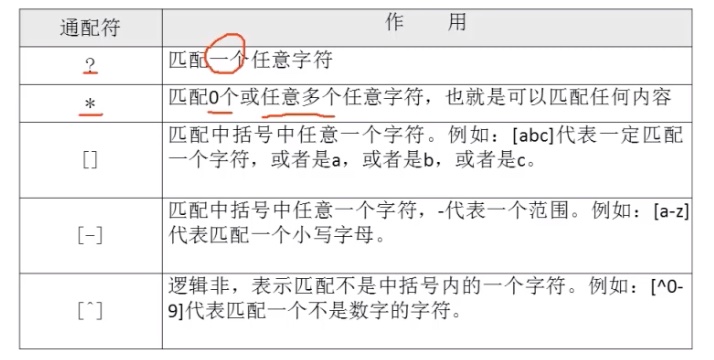 通配符 作 用
? 匹配一个任意字符
* 匹配0个或任意多个任意字符，也就是可以匹配任何内容
匹配中括号中任意一个字符。例如：[abc]代表一定匹配
[] 一个字符，或者是a，或者是b，或者是c。
匹配中括号中任意一个字符，-代表一个范围。例如：[a-z]
[-] 代表匹配一个小写字母。
逻辑非，表示匹配不是中括号内的一个字符。例如：[^0-
[^] 9]代表匹配一个不是数字的字符。